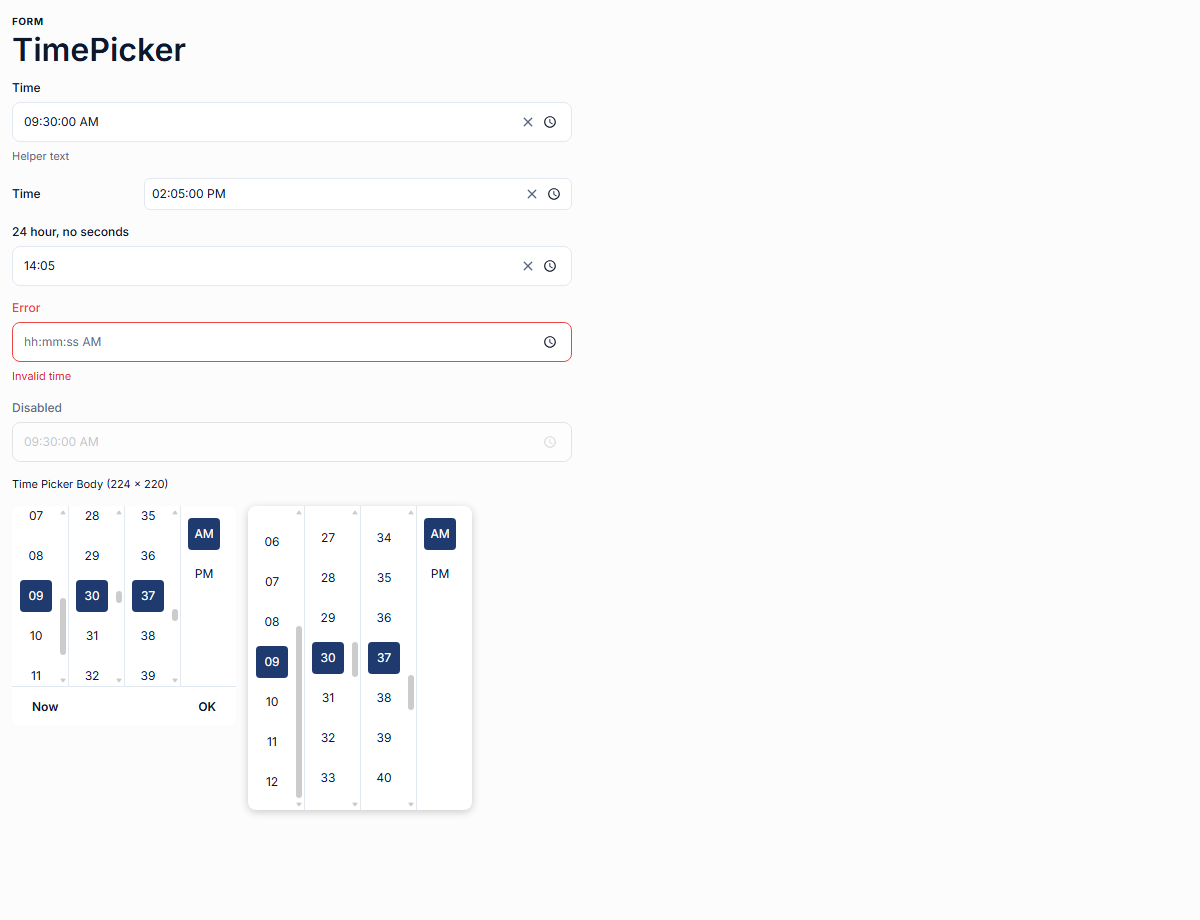 FORM
TimePicker
Time
09:30:00 AM
Helper text
Time 02:05:00 PM
24 hour, no seconds
14:05
Error
hh:mm:ss AM
Invalid time
Disabled
09:30:00 AM
Time Picker Body (224 × 220)
07 28 35
08 29 36 AM
09 30 37 PM
10 31 38
11 32 39
Now OK
06 27 34 AM
07 28 35 PM
08 29 36
09 30 37
10 31 38
11 32 39
12 33 40